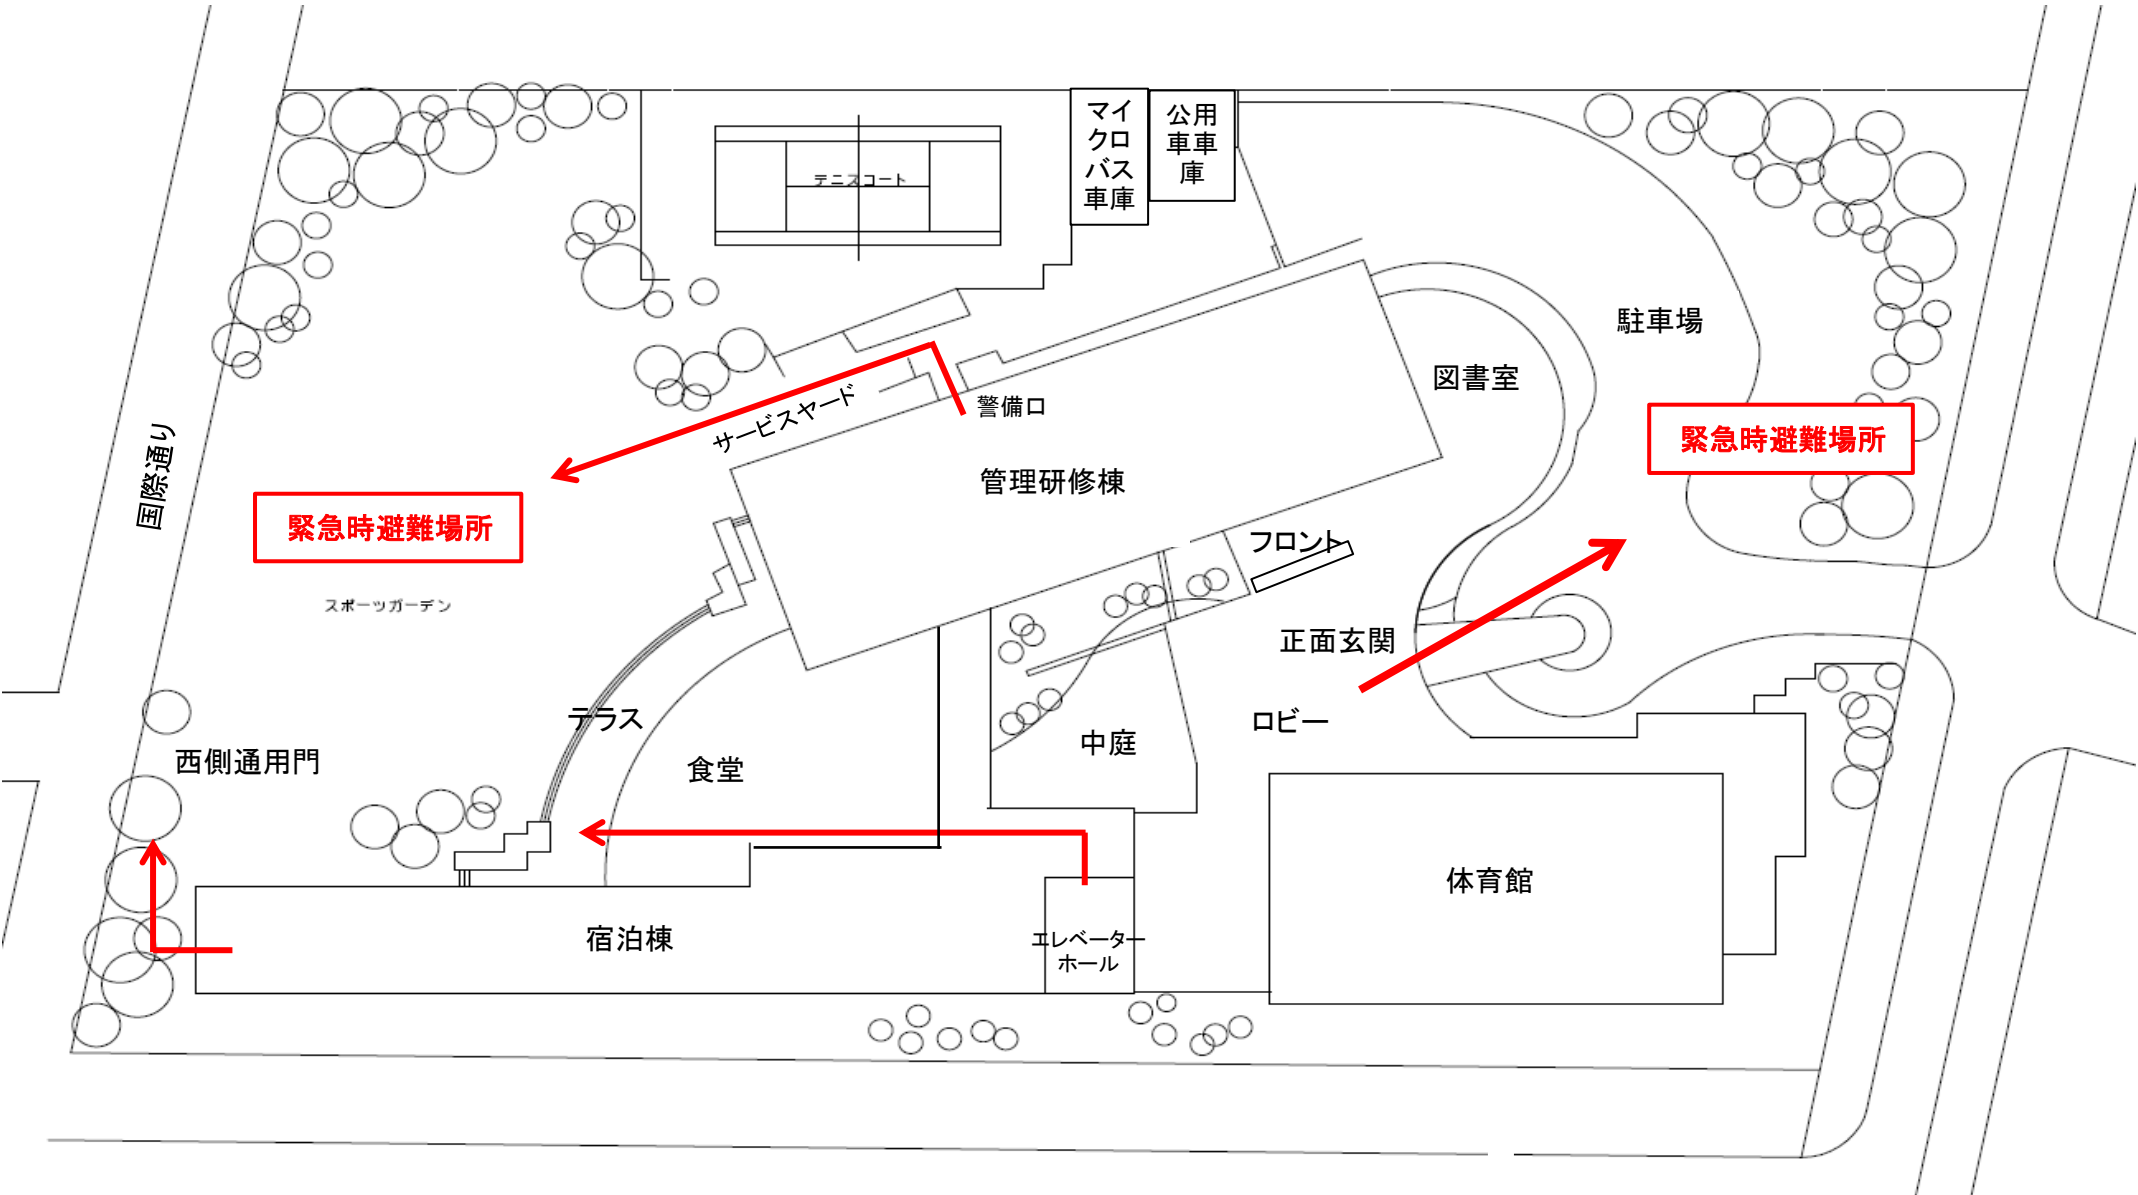 マイ
クロ
バス
車庫
公用
車車
庫
テニスコート
駐車場
図書室
警備口
サービスヤード
緊急時避難場所
国際通り
管理研修棟
緊急時避難場所
フロント
スポーツガーデン
正面玄関
テラス
ロビー
中庭
西側通用門
食堂
体育館
宿泊棟
エレベーター
ホール